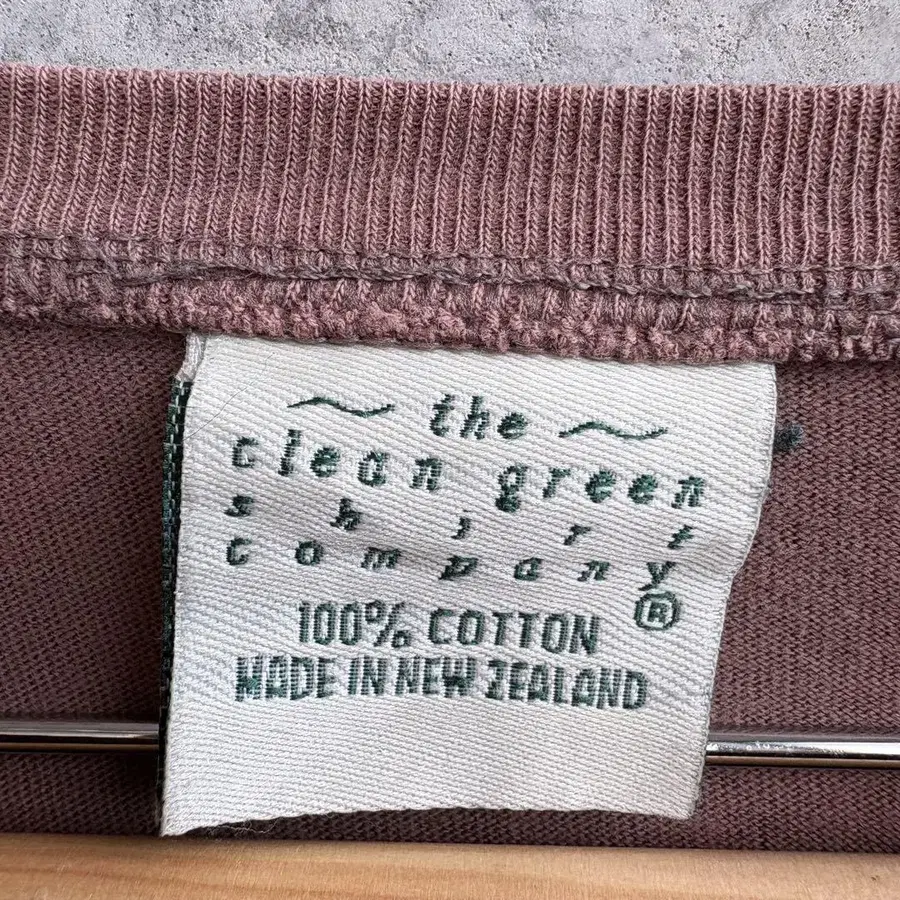 ~ the ~
clean green
shirt
company
®
100% COTTON
MADE IN NEW ZEALAND